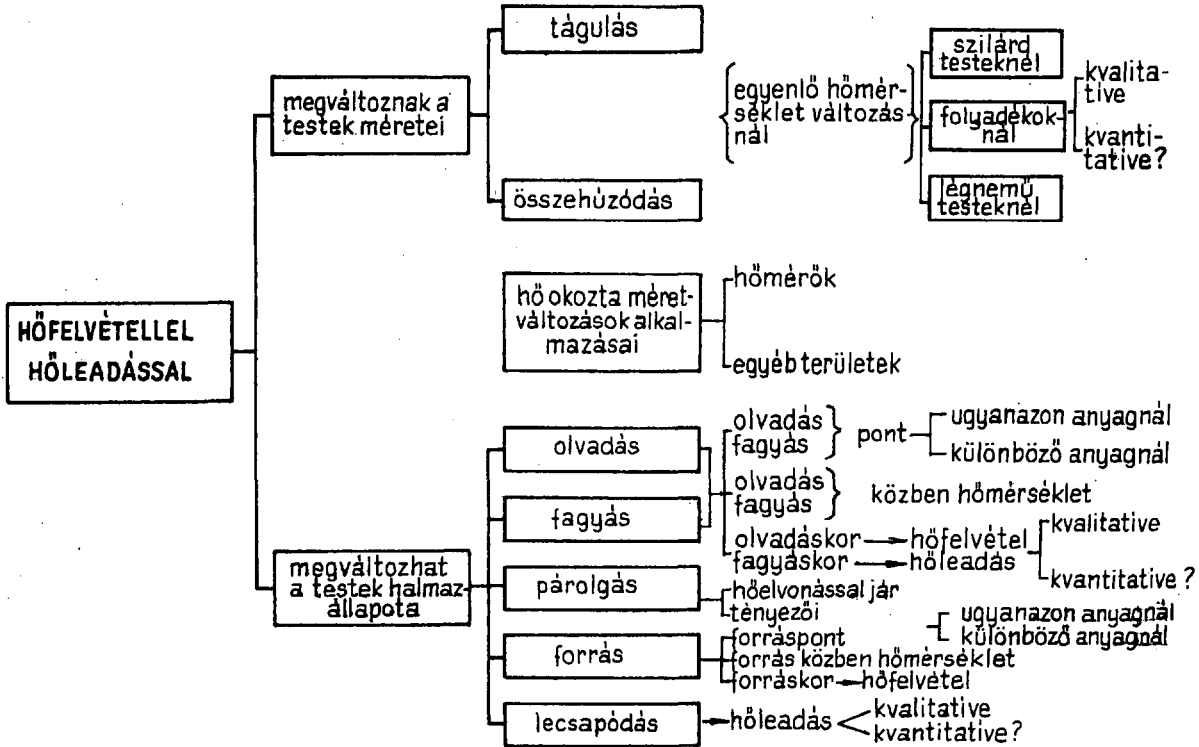 HŐFELVÉTELLEL
HŐLEADÁSSAL
megváltoznak a
testek méretei
tágulás
összehúzódás
{egyenlő hőmér-
séklet változás-
nál}
szilárd
testeknél
folyadékok-
nál
légnemű
testeknél
kvalita-
tive
kvanti-
tative?
hő okozta méret-
változások alkal-
mazásai
hőmérők
egyéb területek
megváltozhat
a testek halmaz-
állapota
olvadás
fagyás
olvadás
fagyás } pont
ugyanazon anyagnál
különböző anyagnál
olvadás
fagyás } közben hőmérséklet
olvadáskor → hőfelvétel
fagyáskor → hőleadás
kvalitative
kvantitative?
párolgás
hőelvonással jár
tényezői
forrás
forráspont
ugyanazon anyagnál
különböző anyagnál
forrás közben hőmérséklet
forráskor → hőfelvétel
lecsapódás → hőleadás
kvalitative
kvantitative?